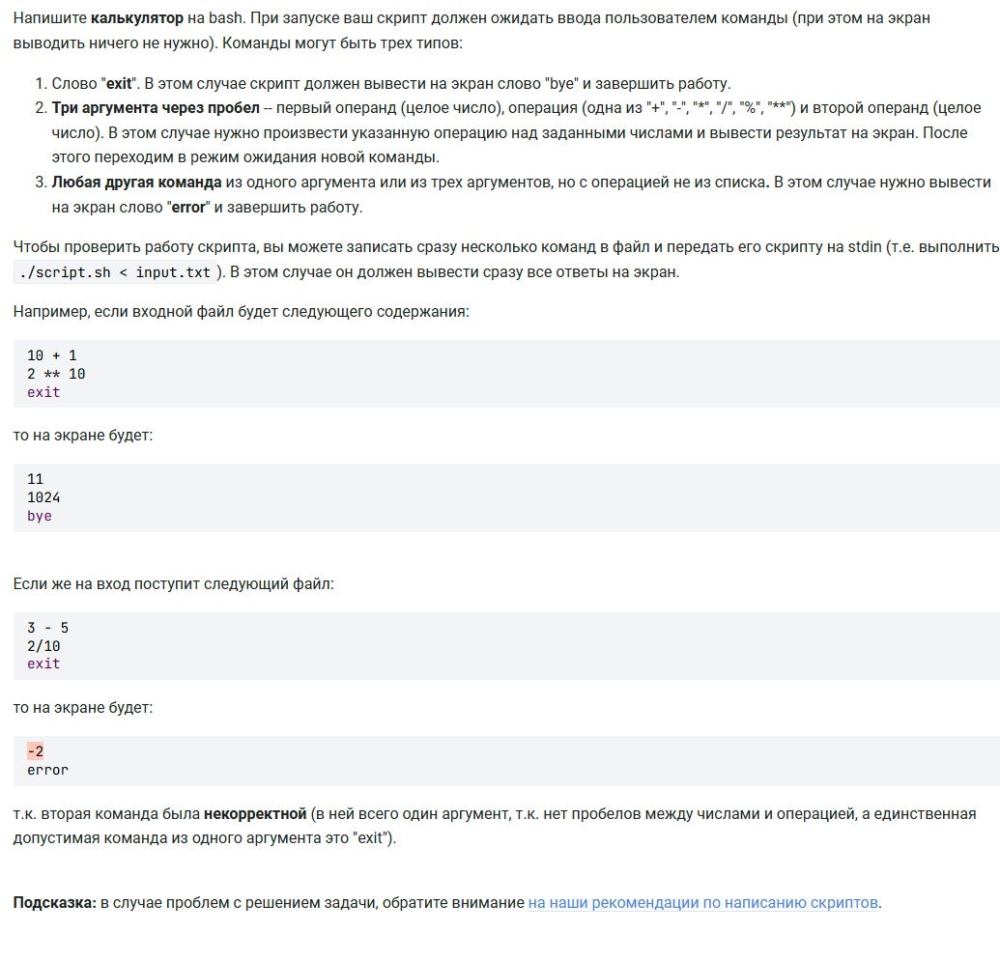 Напишите калькулятор на bash. При запуске ваш скрипт должен ожидать ввода пользователем команды (при этом на экран
выводить ничего не нужно). Команды могут быть трех типов:
1. Слово "exit". В этом случае скрипт должен вывести на экран слово "bye" и завершить работу.
2. Три аргумента через пробел -- первый операнд (целое число), операция (одна из "+", "-", "*", "/", "%", "**") и второй операнд (целое
число). В этом случае нужно произвести указанную операцию над заданными числами и вывести результат на экран. После
этого переходим в режим ожидания новой команды.
3. Любая другая команда из одного аргумента или из трех аргументов, но с операцией не из списка. В этом случае нужно вывести
на экран слово "error" и завершить работу.
Чтобы проверить работу скрипта, вы можете записать сразу несколько команд в файл и передать его скрипту на stdin (т.е. выполнить
./script.sh < input.txt ). В этом случае он должен вывести сразу все ответы на экран.
Например, если входной файл будет следующего содержания:
10 + 1
2 ** 10
exit
то на экране будет:
11
1024
bye
Если же на вход поступит следующий файл:
3 - 5
2/10
exit
то на экране будет:
-2
error
т.к. вторая команда была некорректной (в ней всего один аргумент, т.к. нет пробелов между числами и операцией, а единственная
допустимая команда из одного аргумента это "exit").
Подсказка: в случае проблем с решением задачи, обратите внимание на наши рекомендации по написанию скриптов.